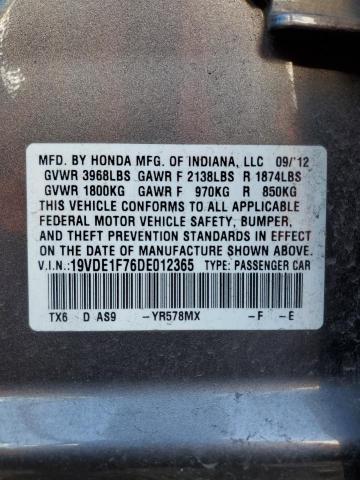 MFD. BY HONDA MFG. OF INDIANA, LLC 09/'12
GVWR 3968LBS GAWR F 2138LBS R 1874LBS
GVWR 1800KG GAWR F 970KG R 850KG
THIS VEHICLE CONFORMS TO ALL APPLICABLE
FEDERAL MOTOR VEHICLE SAFETY, BUMPER,
AND THEFT PREVENTION STANDARDS IN EFFECT
ON THE DATE OF MANUFACTURE SHOWN ABOVE.
V.I.N.: 19VDE1F76DE012365 TYPE: PASSENGER CAR
TX6 D AS9 –YR578MX –F –E